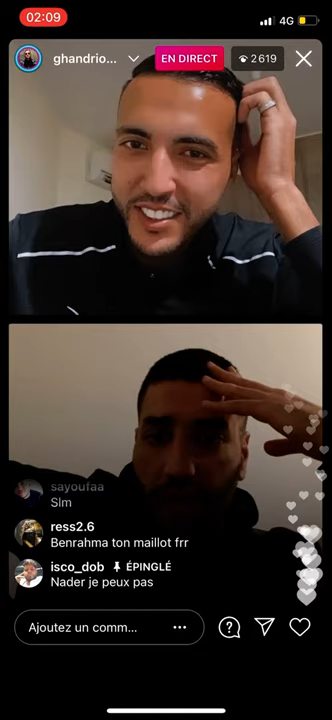 02:09
4G
ghandrio...
EN DIRECT
2619
sayoufaa
Slm
ress2.6
Benrahma ton maillot frr
isco_dob ÉPINGLÉ
Nader je peux pas
Ajoutez un comm...